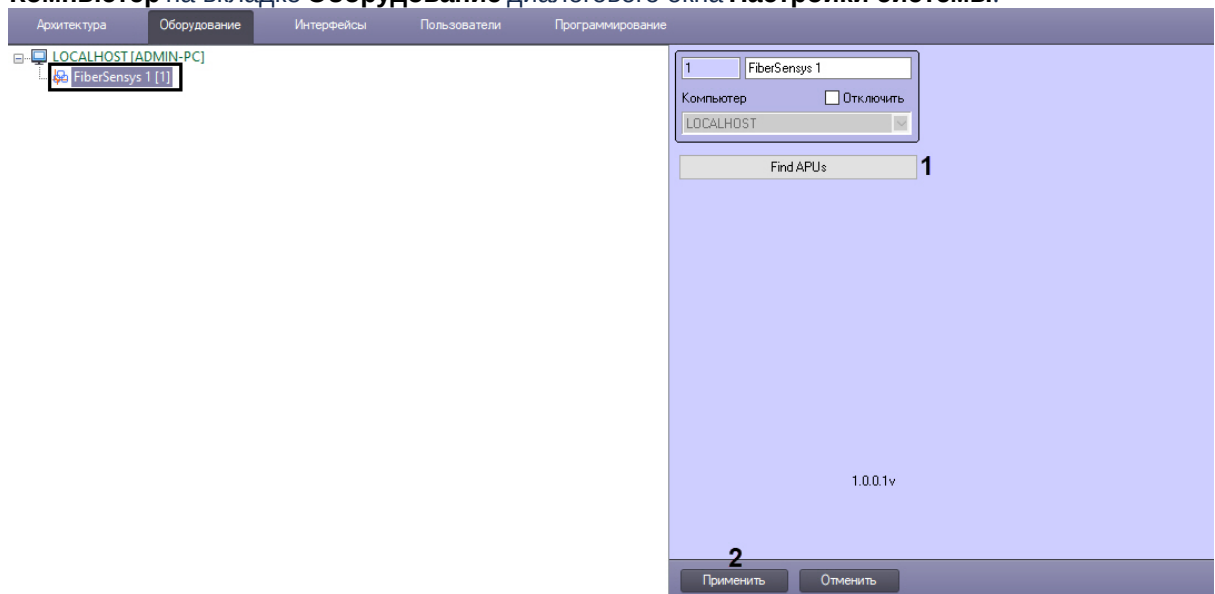 Компьютер на вкладке Оборудование диалогового окна Настройки системы.
Архитектура Оборудование Интерфейсы Пользователи Программирование
LOCALHOST [ADMIN-PC]
FiberSensys 1 [1]
1 FiberSensys 1
Компьютер Отключить
LOCALHOST
Find APUs 1
1.0.0.1v
2
Применить Отменить